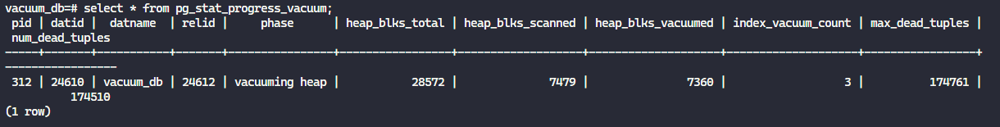 vacuum_db=# select * from pg_stat_progress_vacuum;
 pid | datid |  datname  | relid |     phase      | heap_blks_total | heap_blks_scanned | heap_blks_vacuumed | index_vacuum_count | max_dead_tuples |
 num_dead_tuples
-----+-------+-----------+-------+----------------+-----------------+-------------------+--------------------+--------------------+-----------------+
-----------------
 312 | 24610 | vacuum_db | 24612 | vacuuming heap |           28572 |              7479 |               7360 |                  3 |          174761 |
          174510
(1 row)